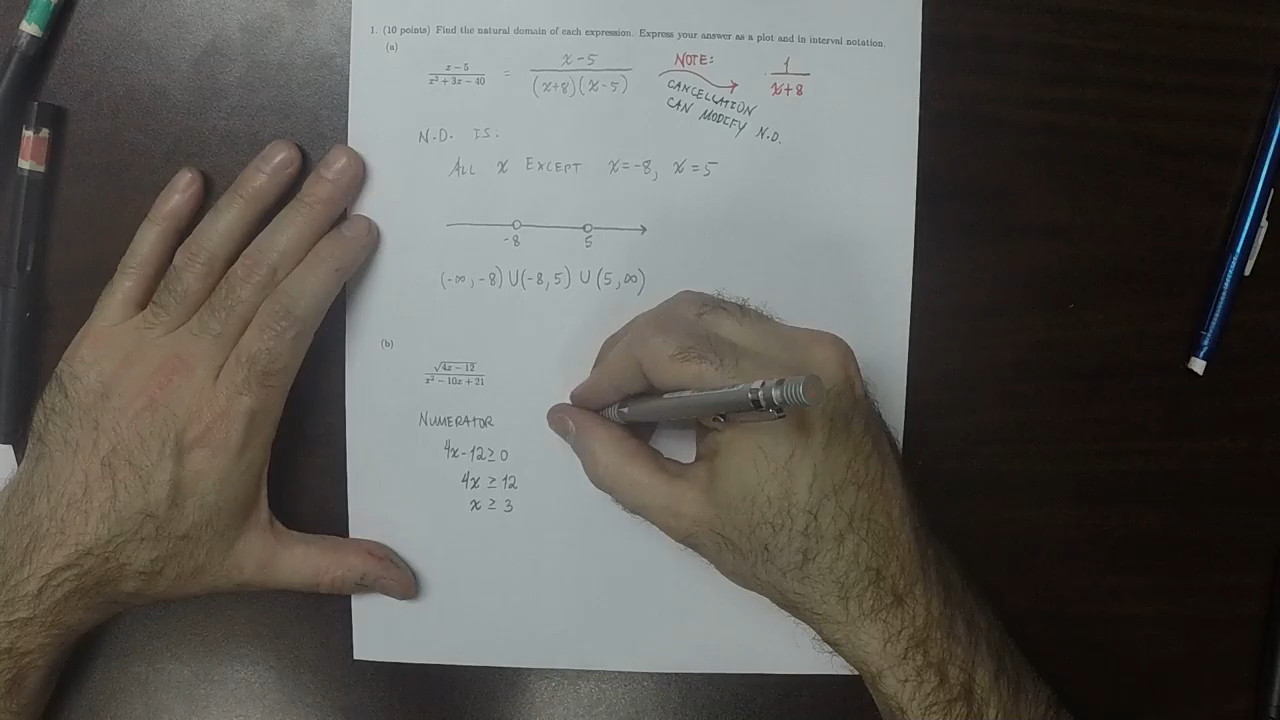 1. (10 points) Find the natural domain of each expression. Express your answer as a plot and in interval notation.
(a)
x − 5 / x² + 3x − 40 = x − 5 / (x+8)(x−5)
NOTE:
CANCELLATION
CAN MODIFY N.D.
1 / x+8
N.D. IS:
ALL x EXCEPT x=-8, x=5
-8 5
(-∞,-8) ∪ (-8,5) ∪ (5,∞)
(b)
√4x − 12 / x² − 10x + 21
NUMERATOR
4x-12≥0
4x ≥ 12
x ≥ 3